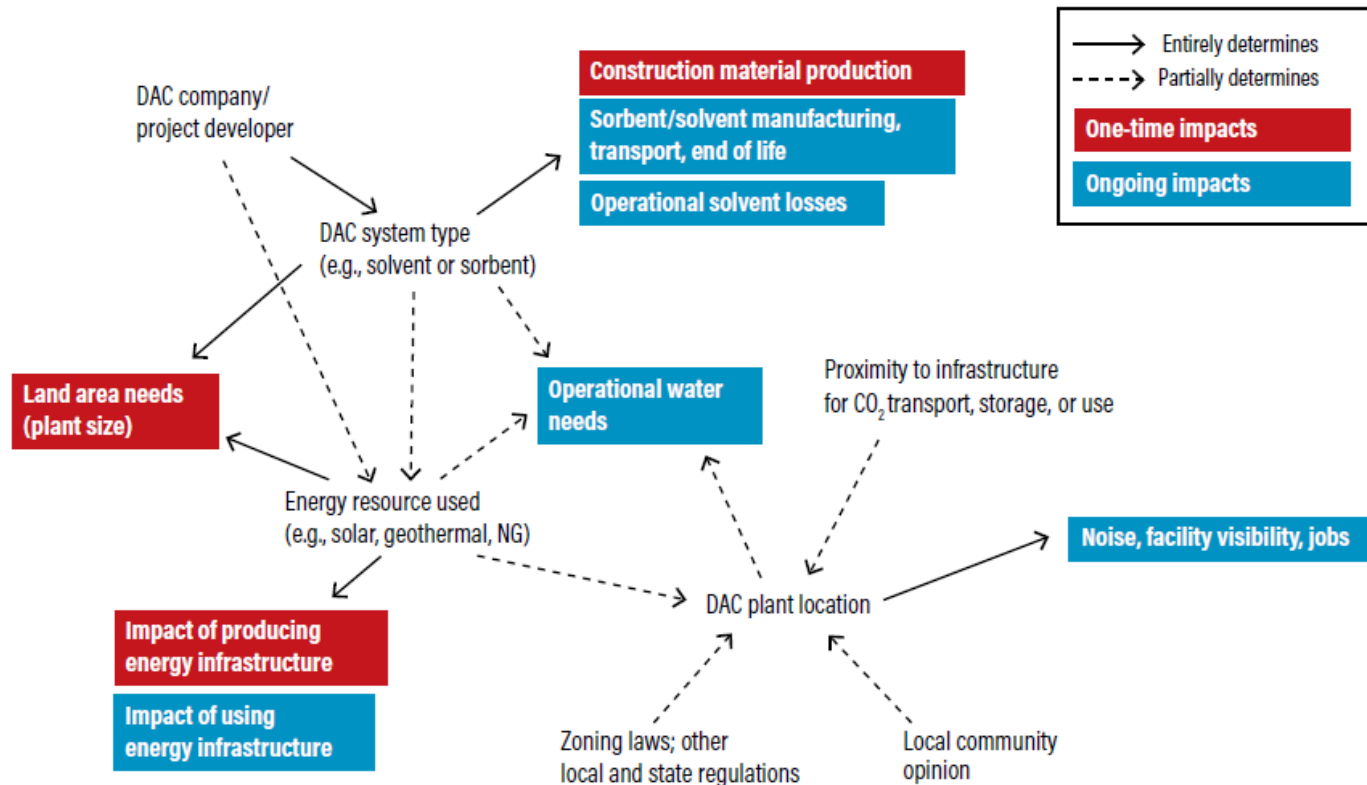 DAC company/
project developer
Construction material production
Sorbent/solvent manufacturing,
transport, end of life
Operational solvent losses
Entirely determines
Partially determines
One-time impacts
Ongoing impacts
DAC system type
(e.g., solvent or sorbent)
Land area needs
(plant size)
Operational water
needs
Proximity to infrastructure
for CO₂ transport, storage, or use
Energy resource used
(e.g., solar, geothermal, NG)
Noise, facility visibility, jobs
DAC plant location
Impact of producing
energy infrastructure
Impact of using
energy infrastructure
Zoning laws; other
local and state regulations
Local community
opinion